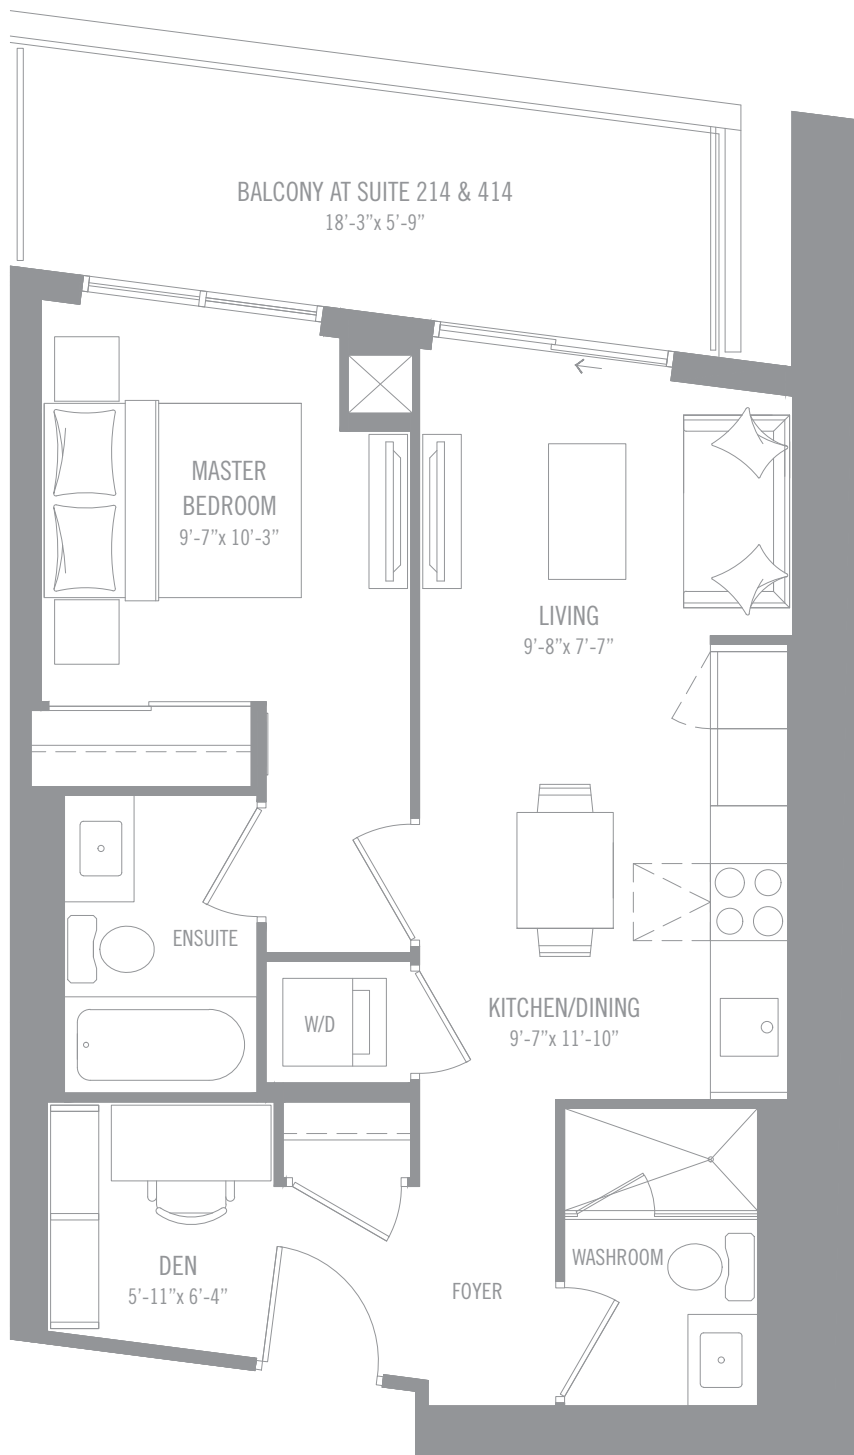 BALCONY AT SUITE 214 & 414
18’-3”x 5’-9”
MASTER
BEDROOM
9’-7”x 10’-3”
LIVING
9’-8”x 7’-7”
ENSUITE
W/D
KITCHEN/DINING
9’-7”x 11’-10”
DEN
5’-11”x 6’-4”
FOYER
WASHROOM